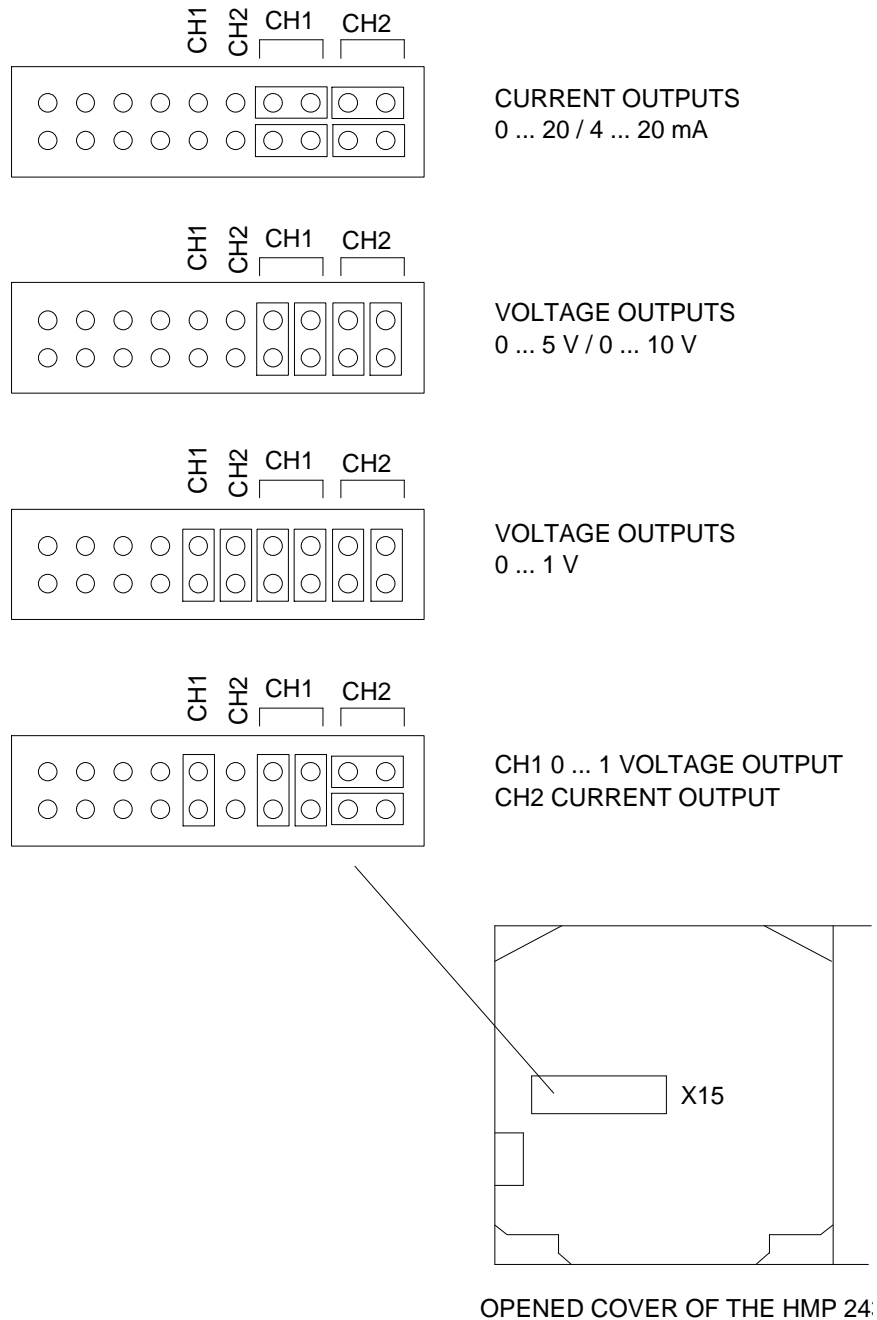 CH1 CH2 CH1 CH2
CURRENT OUTPUTS
0 ... 20 / 4 ... 20 mA
CH1 CH2 CH1 CH2
VOLTAGE OUTPUTS
0 ... 5 V / 0 ... 10 V
CH1 CH2 CH1 CH2
VOLTAGE OUTPUTS
0 ... 1 V
CH1 CH2 CH1 CH2
CH1 0 ... 1 VOLTAGE OUTPUT
CH2 CURRENT OUTPUT
X15
OPENED COVER OF THE HMP 24